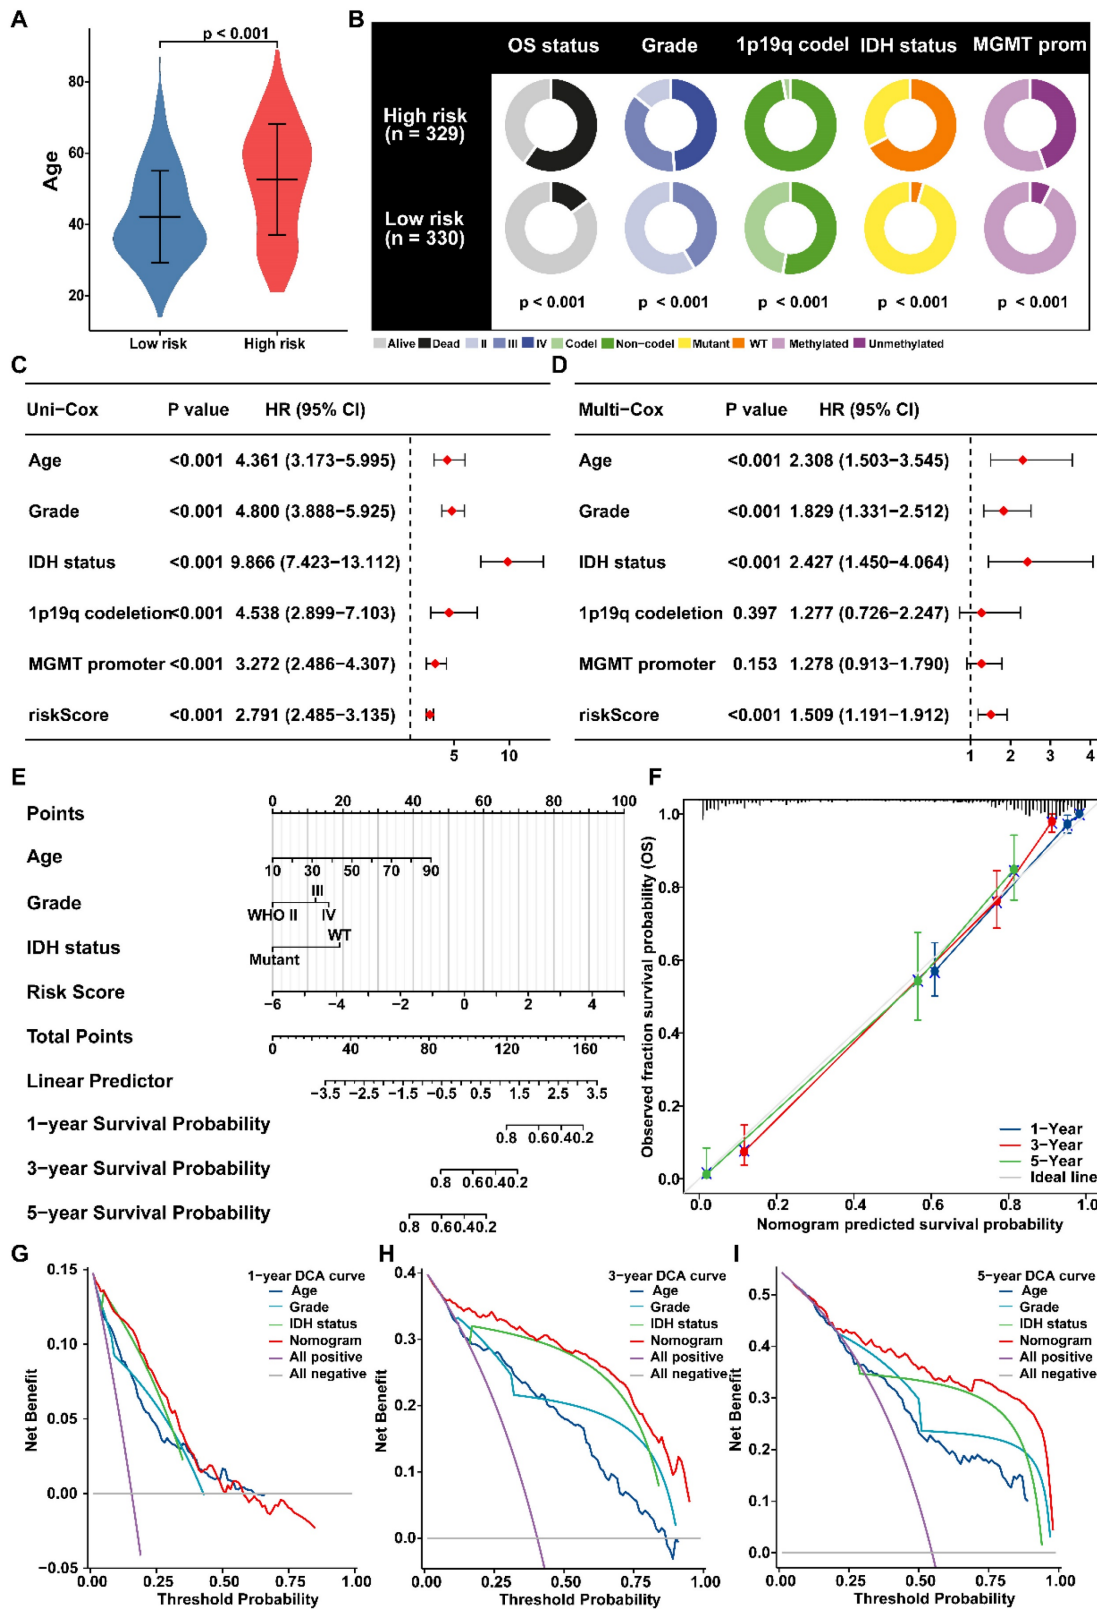 A
p < 0.001
Age
80
60
40
20
Low risk
High risk
B
OS status Grade 1p19q codel IDH status MGMT prom
High risk
(n = 329)
Low risk
(n = 330)
p < 0.001 p < 0.001 p < 0.001 p < 0.001 p < 0.001
Alive Dead II III IV Codel Non-codel Mutant WT Methylated Unmethylated
C
Uni-Cox P value HR (95% CI)
Age <0.001 4.361 (3.173-5.995)
Grade <0.001 4.800 (3.888-5.925)
IDH status <0.001 9.866 (7.423-13.112)
1p19q codeletion <0.001 4.538 (2.899-7.103)
MGMT promoter <0.001 3.272 (2.486-4.307)
riskScore <0.001 2.791 (2.485-3.135)
5 10
D
Multi-Cox P value HR (95% CI)
Age <0.001 2.308 (1.503-3.545)
Grade <0.001 1.829 (1.331-2.512)
IDH status <0.001 2.427 (1.450-4.064)
1p19q codeletion 0.397 1.277 (0.726-2.247)
MGMT promoter 0.153 1.278 (0.913-1.790)
riskScore <0.001 1.509 (1.191-1.912)
1 2 3 4
E
0 20 40 60 80 100
Points
Age
10 30 50 70 90
III
Grade
WHO II IV
WT
IDH status
Mutant
Risk Score
-6 -4 -2 0 2 4
Total Points
0 40 80 120 160
Linear Predictor
-3.5 -2.5 -1.5 -0.5 0.5 1.5 2.5 3.5
1-year Survival Probability
0.8 0.6 0.4 0.2
3-year Survival Probability
0.8 0.6 0.4 0.2
5-year Survival Probability
0.8 0.6 0.4 0.2
F
Observed fraction survival probability (OS)
1.0
0.8
0.6
0.4
0.2
0.0
1-Year
3-Year
5-Year
Ideal line
0.0 0.2 0.4 0.6 0.8 1.0
Nomogram predicted survival probability
G
1-year DCA curve
Age
Grade
IDH status
Nomogram
All positive
All negative
Net Benefit
0.15
0.10
0.05
0.00
-0.05
0.00 0.25 0.50 0.75 1.00
Threshold Probability
H
3-year DCA curve
Age
Grade
IDH status
Nomogram
All positive
All negative
Net Benefit
0.4
0.3
0.2
0.1
0.0
0.00 0.25 0.50 0.75 1.00
Threshold Probability
I
5-year DCA curve
Age
Grade
IDH status
Nomogram
All positive
All negative
Net Benefit
0.5
0.4
0.3
0.2
0.1
0.0
0.00 0.25 0.50 0.75 1.00
Threshold Probability